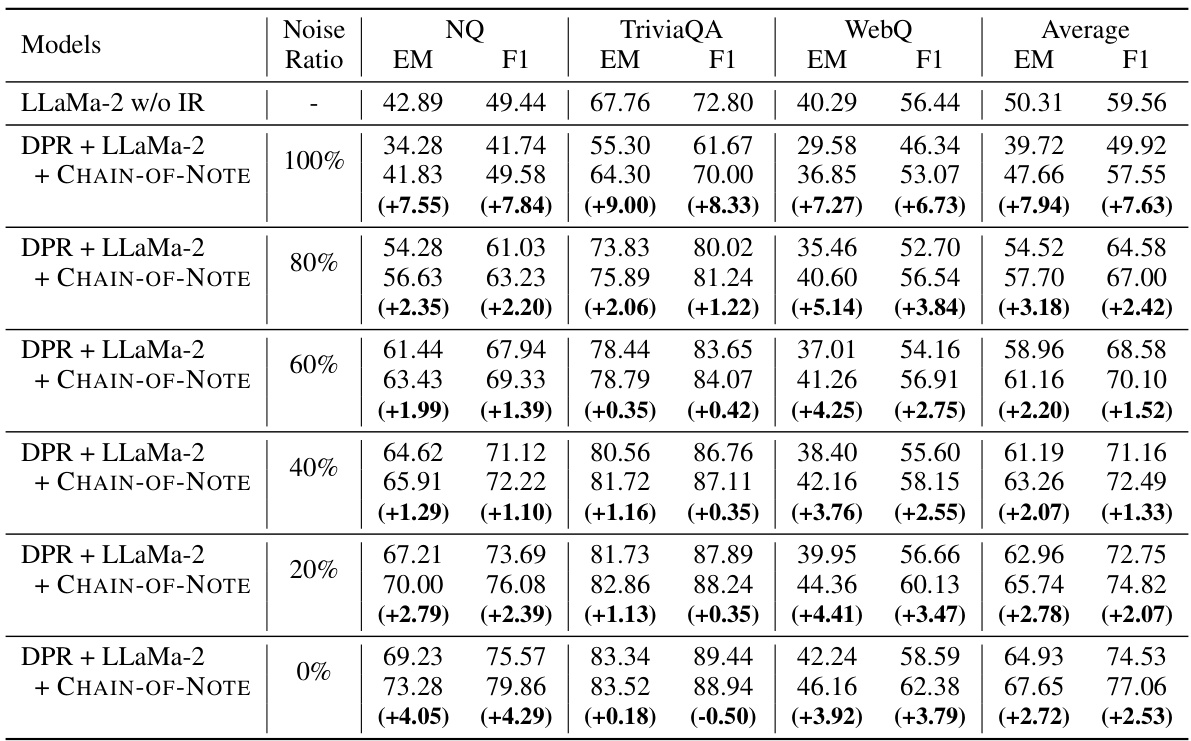 Models Noise Ratio NQ TriviaQA WebQ Average
EM F1 EM F1 EM F1 EM F1
LLaMa-2 w/o IR - 42.89 49.44 67.76 72.80 40.29 56.44 50.31 59.56
DPR + LLaMa-2 100% 34.28 41.74 55.30 61.67 29.58 46.34 39.72 49.92
+ CHAIN-OF-NOTE 41.83 49.58 64.30 70.00 36.85 53.07 47.66 57.55
(+7.55) (+7.84) (+9.00) (+8.33) (+7.27) (+6.73) (+7.94) (+7.63)
DPR + LLaMa-2 80% 54.28 61.03 73.83 80.02 35.46 52.70 54.52 64.58
+ CHAIN-OF-NOTE 56.63 63.23 75.89 81.24 40.60 56.54 57.70 67.00
(+2.35) (+2.20) (+2.06) (+1.22) (+5.14) (+3.84) (+3.18) (+2.42)
DPR + LLaMa-2 60% 61.44 67.94 78.44 83.65 37.01 54.16 58.96 68.58
+ CHAIN-OF-NOTE 63.43 69.33 78.79 84.07 41.26 56.91 61.16 70.10
(+1.99) (+1.39) (+0.35) (+0.42) (+4.25) (+2.75) (+2.20) (+1.52)
DPR + LLaMa-2 40% 64.62 71.12 80.56 86.76 38.40 55.60 61.19 71.16
+ CHAIN-OF-NOTE 65.91 72.22 81.72 87.11 42.16 58.15 63.26 72.49
(+1.29) (+1.10) (+1.16) (+0.35) (+3.76) (+2.55) (+2.07) (+1.33)
DPR + LLaMa-2 20% 67.21 73.69 81.73 87.89 39.95 56.66 62.96 72.75
+ CHAIN-OF-NOTE 70.00 76.08 82.86 88.24 44.36 60.13 65.74 74.82
(+2.79) (+2.39) (+1.13) (+0.35) (+4.41) (+3.47) (+2.78) (+2.07)
DPR + LLaMa-2 0% 69.23 75.57 83.34 89.44 42.24 58.59 64.93 74.53
+ CHAIN-OF-NOTE 73.28 79.86 83.52 88.94 46.16 62.38 67.65 77.06
(+4.05) (+4.29) (+0.18) (-0.50) (+3.92) (+3.79) (+2.72) (+2.53)